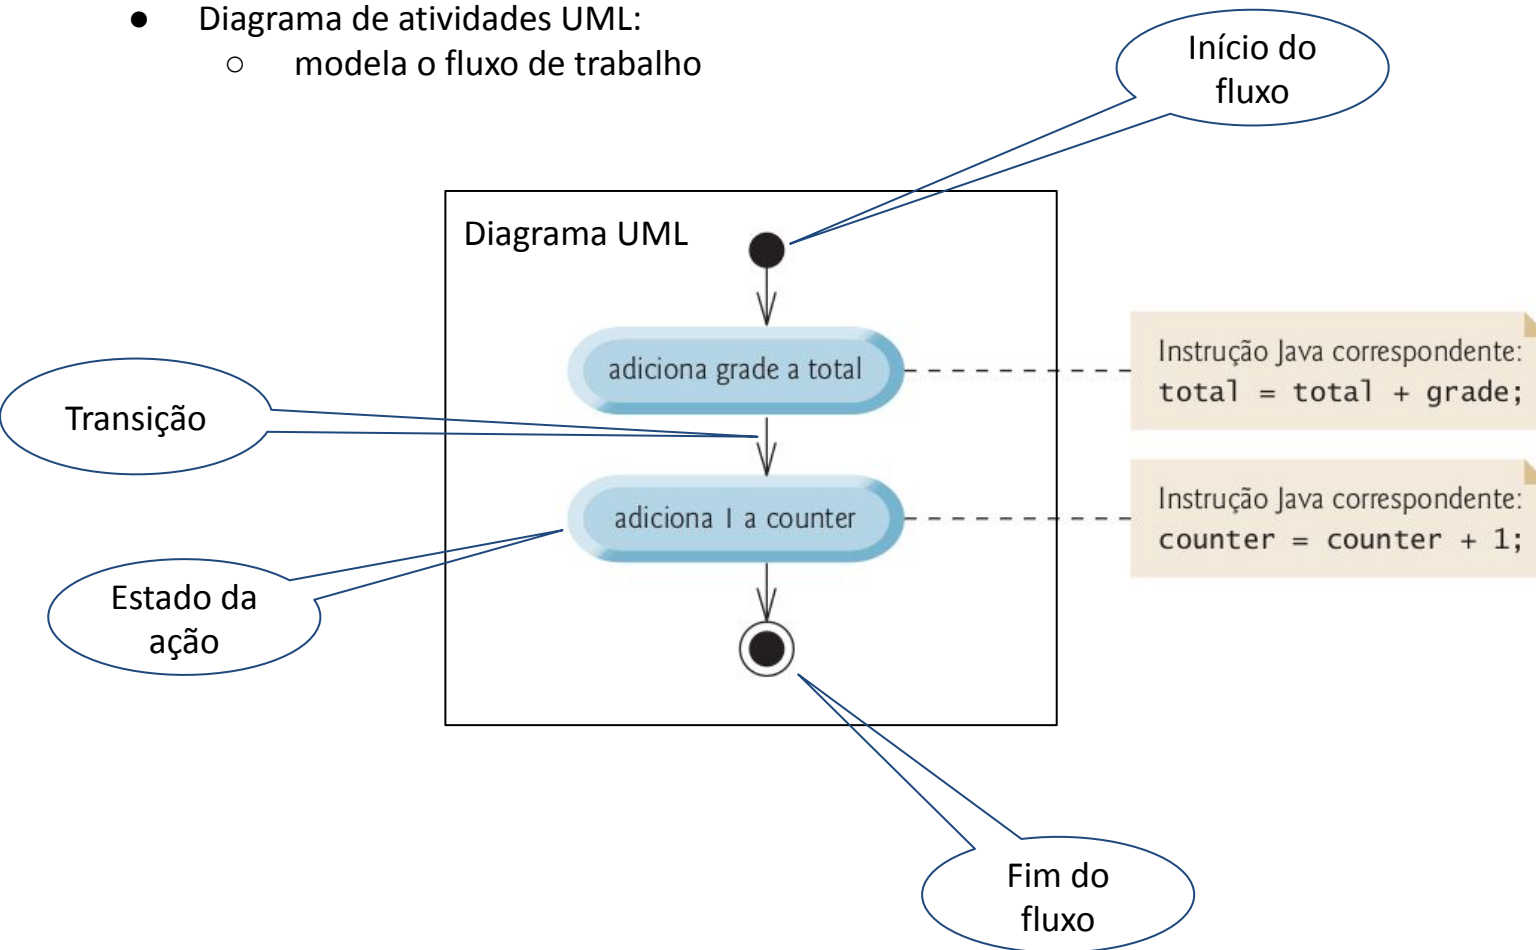 ● Diagrama de atividades UML:
○ modela o fluxo de trabalho
Início do
fluxo
Diagrama UML
adiciona grade a total
Instrução Java correspondente:
total = total + grade;
Transição
adiciona 1 a counter
Instrução Java correspondente:
counter = counter + 1;
Estado da
ação
Fim do
fluxo